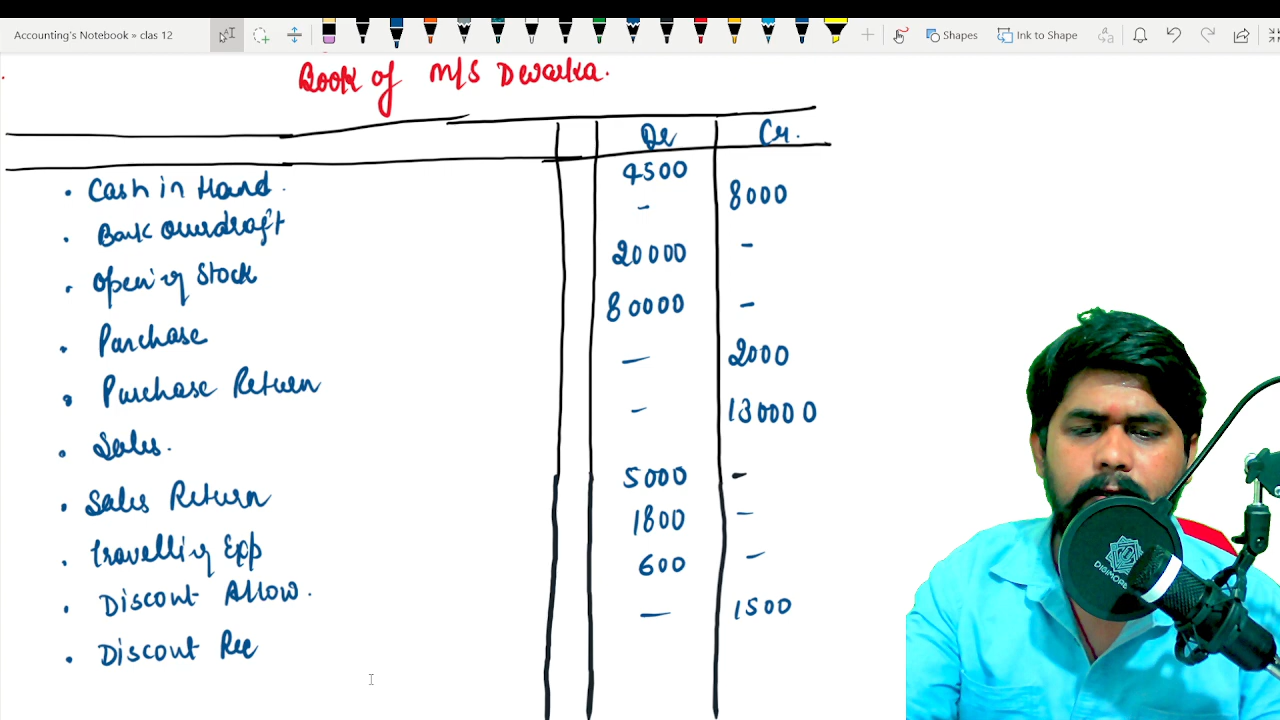 Accounting's Notebook » clas 12
Shapes
Ink to Shape
Book of M/S Dwarka.
Dr Cr.
• Cash in Hand. 4500
• Bank overdraft - 8000
• Opening Stock 20000 -
• Purchase 80000 -
• Purchase Return - 2000
• Sales. - 130000
• Sales Return 5000 -
• Travelling Exp 1800 -
• Discout Allow. 600 -
• Discout Rec - 1500